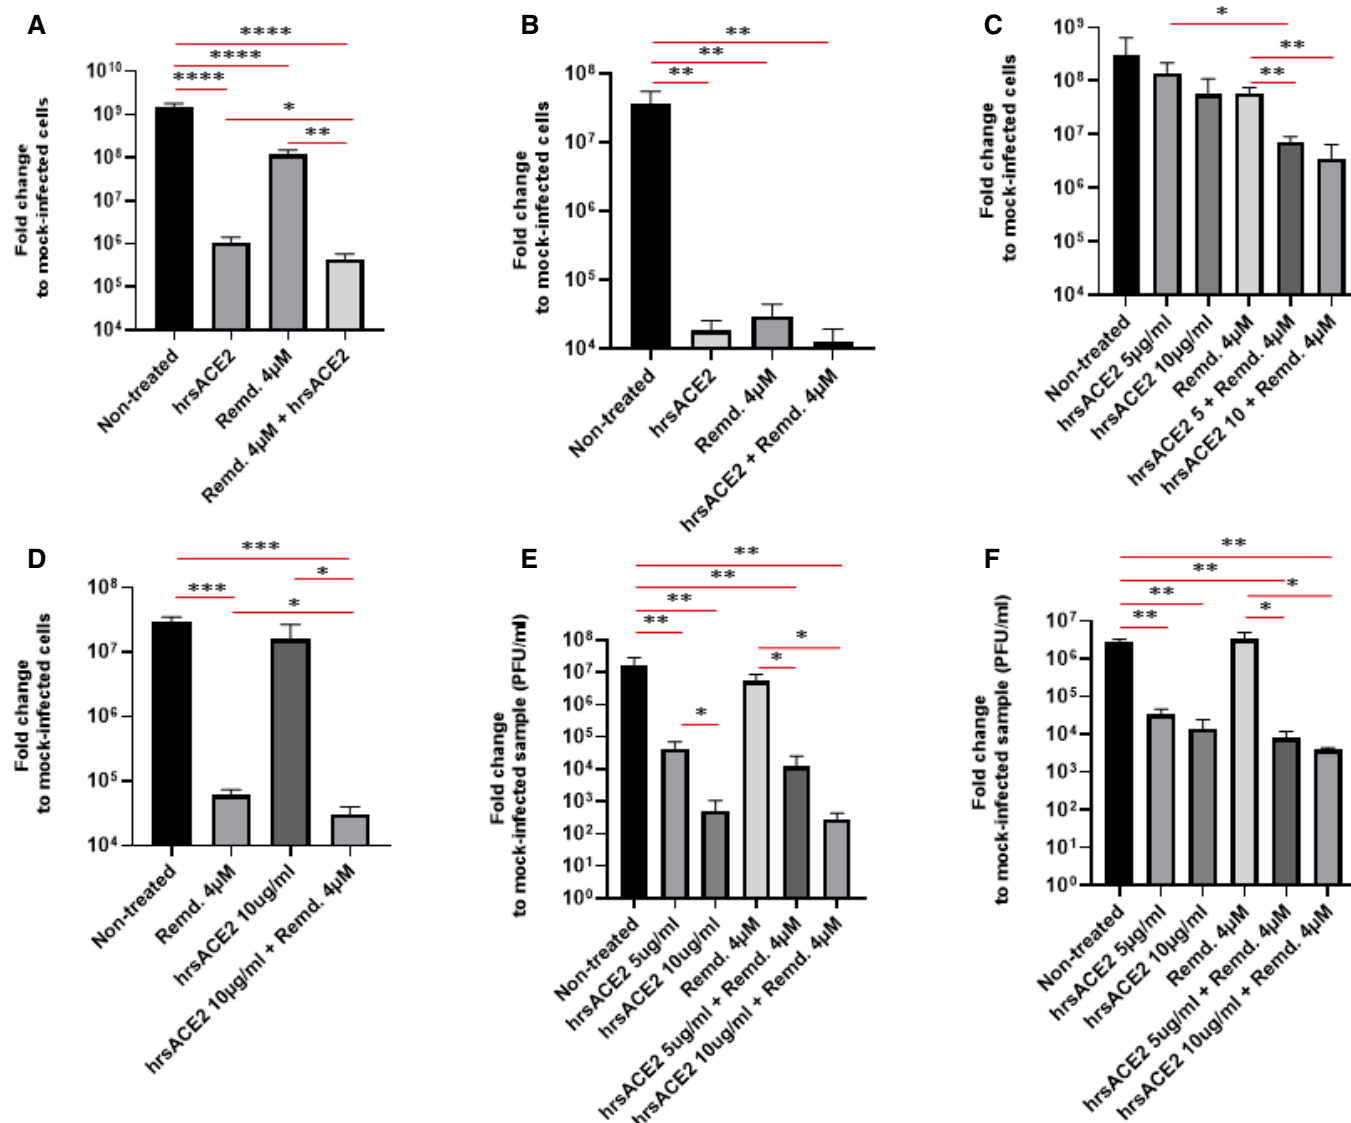 A
****
****
****
*
**
10¹⁰
10⁹
10⁸
10⁷
10⁶
10⁵
10⁴
Fold change
to mock-infected cells
Non-treated
hrsACE2
Remd. 4µM
Remd. 4µM + hrsACE2
B
**
**
**
10⁸
10⁷
10⁶
10⁵
10⁴
Fold change
to mock-infected cells
Non-treated
hrsACE2
Remd. 4µM
hrsACE2 + Remd. 4µM
C
*
**
**
10⁹
10⁸
10⁷
10⁶
10⁵
10⁴
Fold change
to mock-infected cells
Non-treated
hrsACE2 5µg/ml
hrsACE2 10µg/ml
Remd. 4µM
hrsACE2 5 + Remd. 4µM
hrsACE2 10 + Remd. 4µM
D
***
*
***
*
10⁸
10⁷
10⁶
10⁵
10⁴
Fold change
to mock-infected cells
Non-treated
Remd. 4µM
hrsACE2 10ug/ml
hrsACE2 10µg/ml + Remd. 4µM
E
**
**
**
**
*
*
*
10⁸
10⁷
10⁶
10⁵
10⁴
10³
10²
10¹
10⁰
Fold change
to mock-infected sample (PFU/ml)
Non-treated
hrsACE2 5ug/ml
hrsACE2 10ug/ml
Remd. 4µM
hrsACE2 5ug/ml + Remd. 4µM
hrsACE2 10ug/ml + Remd. 4µM
F
**
**
*
**
*
**
10⁷
10⁶
10⁵
10⁴
10³
10²
10¹
10⁰
Fold change
to mock-infected sample (PFU/ml)
Non-treated
hrsACE2 5µg/ml
hrsACE2 10µg/ml
Remd. 4µM
hrsACE2 5ug/ml + Remd. 4µM
hrsACE2 10ug/ml + Remd. 4µM